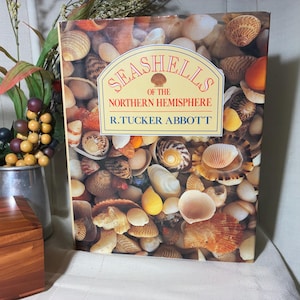 SEASHELLS
OF THE
NORTHERN HEMISPHERE
R. TUCKER ABBOTT